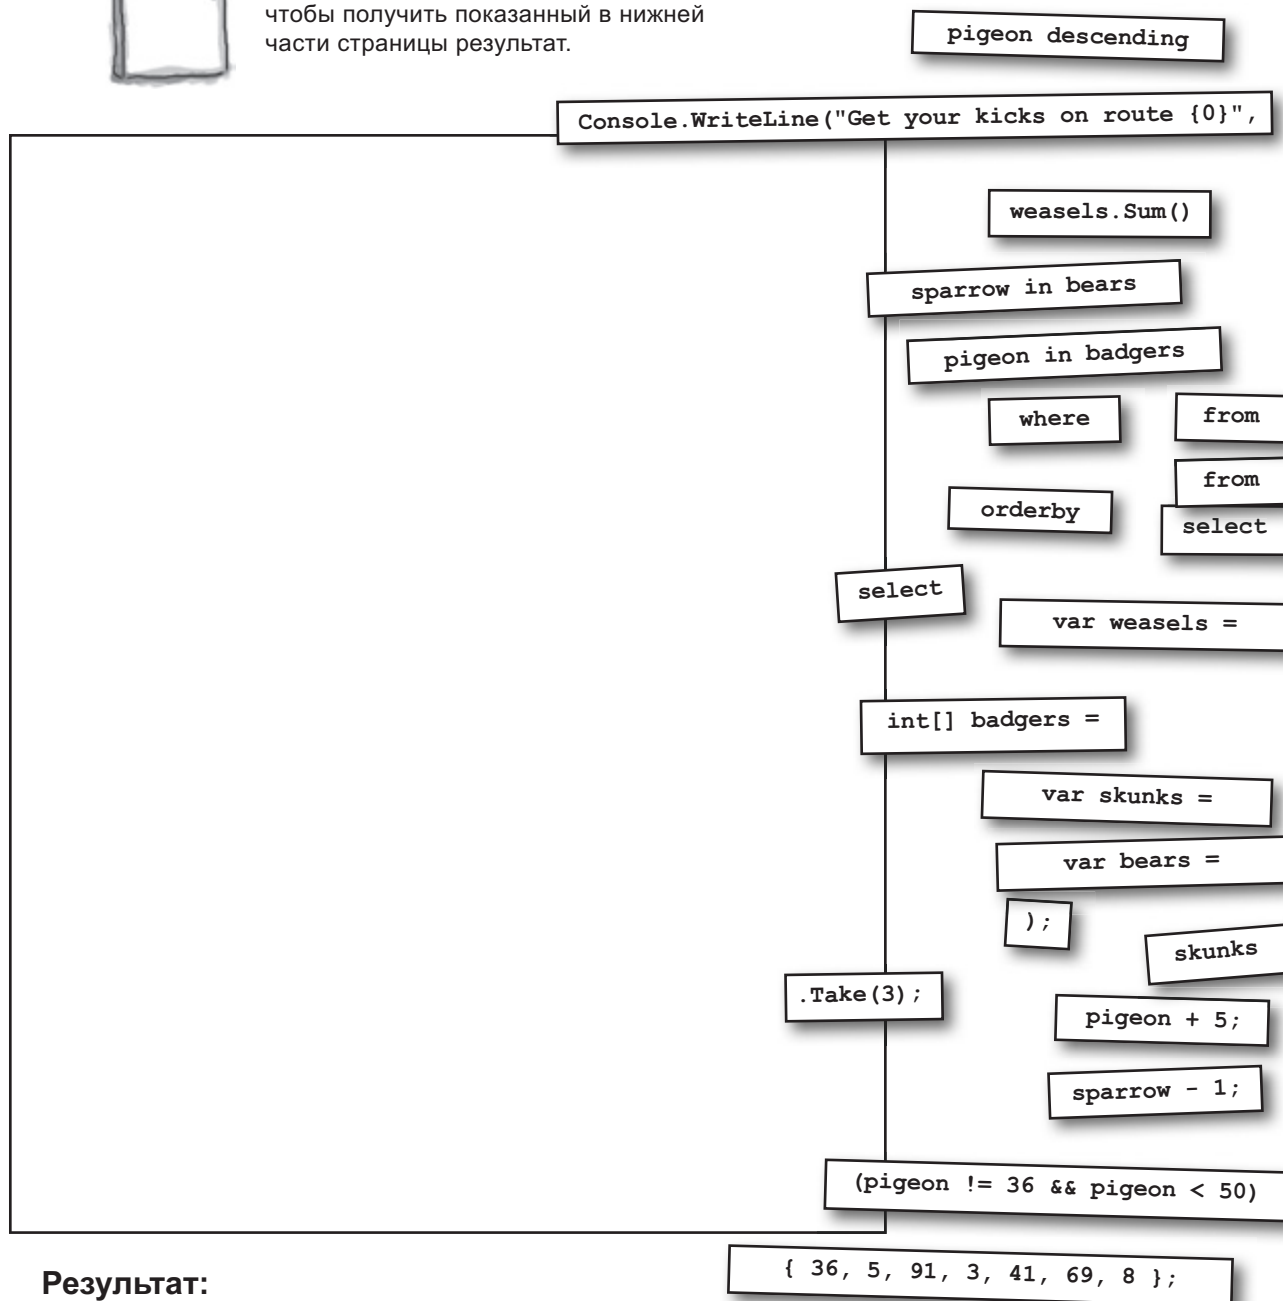 чтобы получить показанный в нижней
части страницы результат.
pigeon descending
Console.WriteLine("Get your kicks on route {0}",
weasels.Sum()
sparrow in bears
pigeon in badgers
where
from
from
orderby
select
select
var weasels =
int[] badgers =
var skunks =
var bears =
);
skunks
.Take(3);
pigeon + 5;
sparrow - 1;
(pigeon != 36 && pigeon < 50)
{ 36, 5, 91, 3, 41, 69, 8 };
Результат: